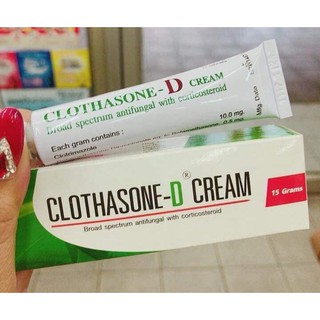 CLOTHASONE-D CREAM
Broad spectrum antifungal with corticosteroid
Each gram contains :
Clotrimazole
10.0 mg.
Mfg. Date
CLOTHASONE-D® CREAM
Broad spectrum antifungal with corticosteroid
15 Grams